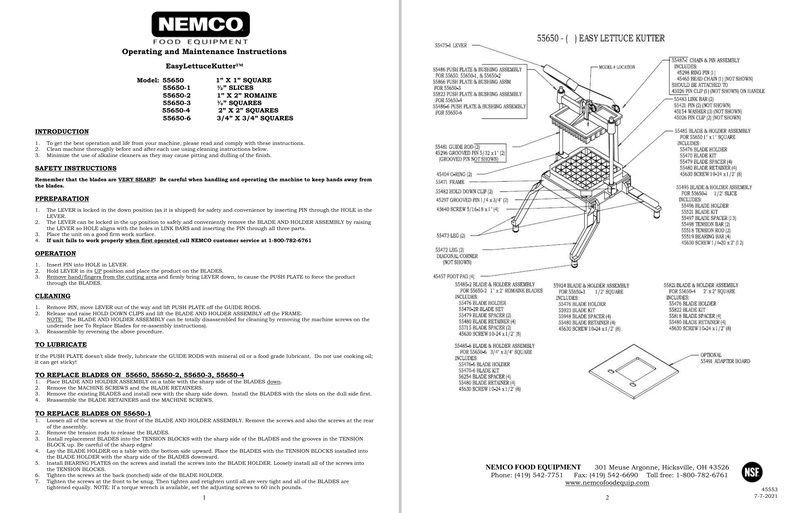 NEMCO
FOOD EQUIPMENT
Operating and Maintenance Instructions
EasyLettuceKutter™
Model: 55650 1" X 1" SQUARE
55650-1 ½" SLICES
55650-2 1" X 2" ROMAINE
55650-3 ½" SQUARES
55650-4 2" X 2" SQUARES
55650-6 3/4" X 3/4" SQUARES
INTRODUCTION
1. To get the best operation and life from your machine, please read and comply with these instructions.
2. Clean machine thoroughly before and after each use using cleaning instructions below.
3. Minimize the use of alkaline cleaners as they may cause pitting and dulling of the finish.
SAFETY INSTRUCTIONS
Remember that the blades are VERY SHARP! Be careful when handling and operating the machine to keep hands away from
the blades.
PREPARATION
1. The LEVER is locked in the down position (as it is shipped) for safety and convenience by inserting PIN through the HOLE in the
LEVER.
2. The LEVER can be locked in the up position to safely and conveniently remove the BLADE AND HOLDER ASSEMBLY by raising
the LEVER so HOLE aligns with the holes in LINK BARS and inserting the PIN through all three parts.
3. Place the unit on a good firm work surface.
4. If unit fails to work properly when first operated call NEMCO customer service at 1-800-782-6761
OPERATION
1. Insert PIN into HOLE in LEVER.
2. Hold LEVER in its UP position and place the product on the BLADES.
3. Remove hand/fingers from the cutting area and firmly bring LEVER down, to cause the PUSH PLATE to force the product
through the BLADES.
CLEANING
1. Remove PIN, move LEVER out of the way and lift PUSH PLATE off the GUIDE RODS.
2. Release and raise HOLD DOWN CLIPS and lift the BLADE AND HOLDER ASSEMBLY off the FRAME.
NOTE: The BLADE AND HOLDER ASSEMBLY can be totally disassembled for cleaning by removing the machine screws on the
underside (see To Replace Blades for re-assembly instructions).
3. Reassemble by reversing the above procedure.
TO LUBRICATE
If the PUSH PLATE doesn't slide freely, lubricate the GUIDE RODS with mineral oil or a food grade lubricant. Do not use cooking oil;
it can get sticky!
TO REPLACE BLADES ON 55650, 55650-2, 55650-3, 55650-4
1. Place BLADE AND HOLDER ASSEMBLY on a table with the sharp side of the BLADES down.
2. Remove the MACHINE SCREWS and the BLADE RETAINERS.
3. Remove the existing BLADES and install new with the sharp side down. Install the BLADES with the slots on the dull side first.
4. Reassemble the BLADE RETAINERS and the MACHINE SCREWS.
TO REPLACE BLADES ON 55650-1
1. Loosen all of the screws at the front of the BLADE AND HOLDER ASSEMBLY. Remove the screws and also the screws at the rear
of the assembly.
2. Remove the tension rods to release the BLADES.
3. Install replacement BLADES into the TENSION BLOCKS with the sharp side of the BLADES and the grooves in the TENSION
BLOCK up. Be careful of the sharp edges!
4. Lay the BLADE HOLDER on a table with the bottom side upward. Place the BLADES with the TENSION BLOCKS installed into
the BLADE HOLDER with the sharp side of the BLADES downward.
5. Install BEARING PLATES on the screws and install the screws into the BLADE HOLDER. Loosely install all of the screws into
the TENSION BLOCKS.
6. Tighten the screws at the back (notched) side of the BLADE HOLDER.
7. Tighten the screws at the front to be snug. Then tighten and retighten until all are very tight and all of the BLADES are
tightened equally. NOTE: If a torque wrench is available, set the adjusting screws to 60 inch pounds.
1
55650 - ( ) EASY LETTUCE KUTTER
55475-1 LEVER
55486 PUSH PLATE & BUSHING ASSEMBLY
FOR 55650, 55650-1, & 55650-2
55866 PUSH PLATE & BUSHING ASSM
FOR 55650-3
55823 PUSH PLATE & BUSHING ASSEMBLY
FOR 55650-4
55486-6 PUSH PLATE & BUSHING ASSEMBLY
FOR 55650-6
MODEL # LOCATION
55487-1 CHAIN & PIN ASSEMBLY
INCLUDES:
45298 RING PIN [1]
45463 BEAD CHAIN [1] (NOT SHOWN)
SHOULD BE ATTACHED TO
45026 PIN CLIP (1) (NOT SHOWN) ON HANDLE
55483 LINK BAR (2)
55421 PIN (2) (NOT SHOWN)
45154 WASHER (2) (NOT SHOWN)
45026 PIN CLIP (2) (NOT SHOWN)
55481 GUIDE ROD (2)
45296 GROOVED PIN 5/32 x 1" (2)
(GROOVED PIN NOT SHOWN)
55485 BLADE & HOLDER ASSEMBLY
FOR 55650 1" x 1" SQUARE
INCLUDES:
55476 BLADE HOLDER
55470 BLADE KIT
55479 BLADE SPACER (4)
55480 BLADE RETAINER (4)
45630 SCREW 10-24 x 1/2" (8)
45404 O-RING (2)
55471 FRAME
55482 HOLD DOWN CLIP (2)
45297 GROOVED PIN 1/4 x 3/4" (2)
45640 SCREW 5/16-18 x 1" (4)
55495 BLADE & HOLDER ASSEMBLY
FOR 55650-1 1/2" SLICE
INCLUDES:
55496 BLADE HOLDER
55521 BLADE KIT
55497 BLADE SPACER (13)
55498 TENSION BAR (2)
55518 TENSION ROD (2)
55519 BEARING BAR (4)
55473 LEG (2)
55472 LEG (2)
DIAGONAL CORNER
(NOT SHOWN)
45457 FOOT PAD (4)
55485-2 BLADE & HOLDER ASSEMBLY
FOR 55650-2 1" x 2" ROMAINE BLADES
INCLUDES:
55476 BLADE HOLDER
55470-2R BLADE SET
55479 BLADE SPACER (2)
55480 BLADE RETAINER (4)
55713 BLADE SPACER (2)
45630 SCREW 10-24 x 1/2" (8)
55485-6 BLADE & HOLDER ASSEMBLY
FOR 55650-6 3/4" x 3/4" SQUARE
INCLUDES:
55476-6 BLADE HOLDER
55470-6 BLADE KIT
56254 BLADE SPACER (4)
55480 BLADE RETAINER (4)
45630 SCREW 10-24 x 1/2" (8)
55924 BLADE & HOLDER ASSEMBLY
FOR 55650-3 1/2" SQUARE
INCLUDES:
55476 BLADE HOLDER
55923 BLADE KIT
55948 BLADE SPACER (4)
55480 BLADE RETAINER (4)
45630 SCREW 10-24 x 1/2" (8)
55821 BLADE & HOLDER ASSEMBLY
FOR 55650-4 2" x 2" SQUARE
INCLUDES:
55476 BLADE HOLDER
55822 BLADE KIT
55818 BLADE SPACER (4)
55480 BLADE RETAINER (4)
45630 SCREW 10-24 x 1/2" (8)
OPTIONAL
55491 ADAPTER BOARD
NEMCO FOOD EQUIPMENT 301 Meuse Argonne, Hicksville, OH 43526
Phone: (419) 542-7751 Fax: (419) 542-6690 Toll free: 1-800-782-6761
www.nemcofoodequip.com
NSF
2
45553
7-7-2021